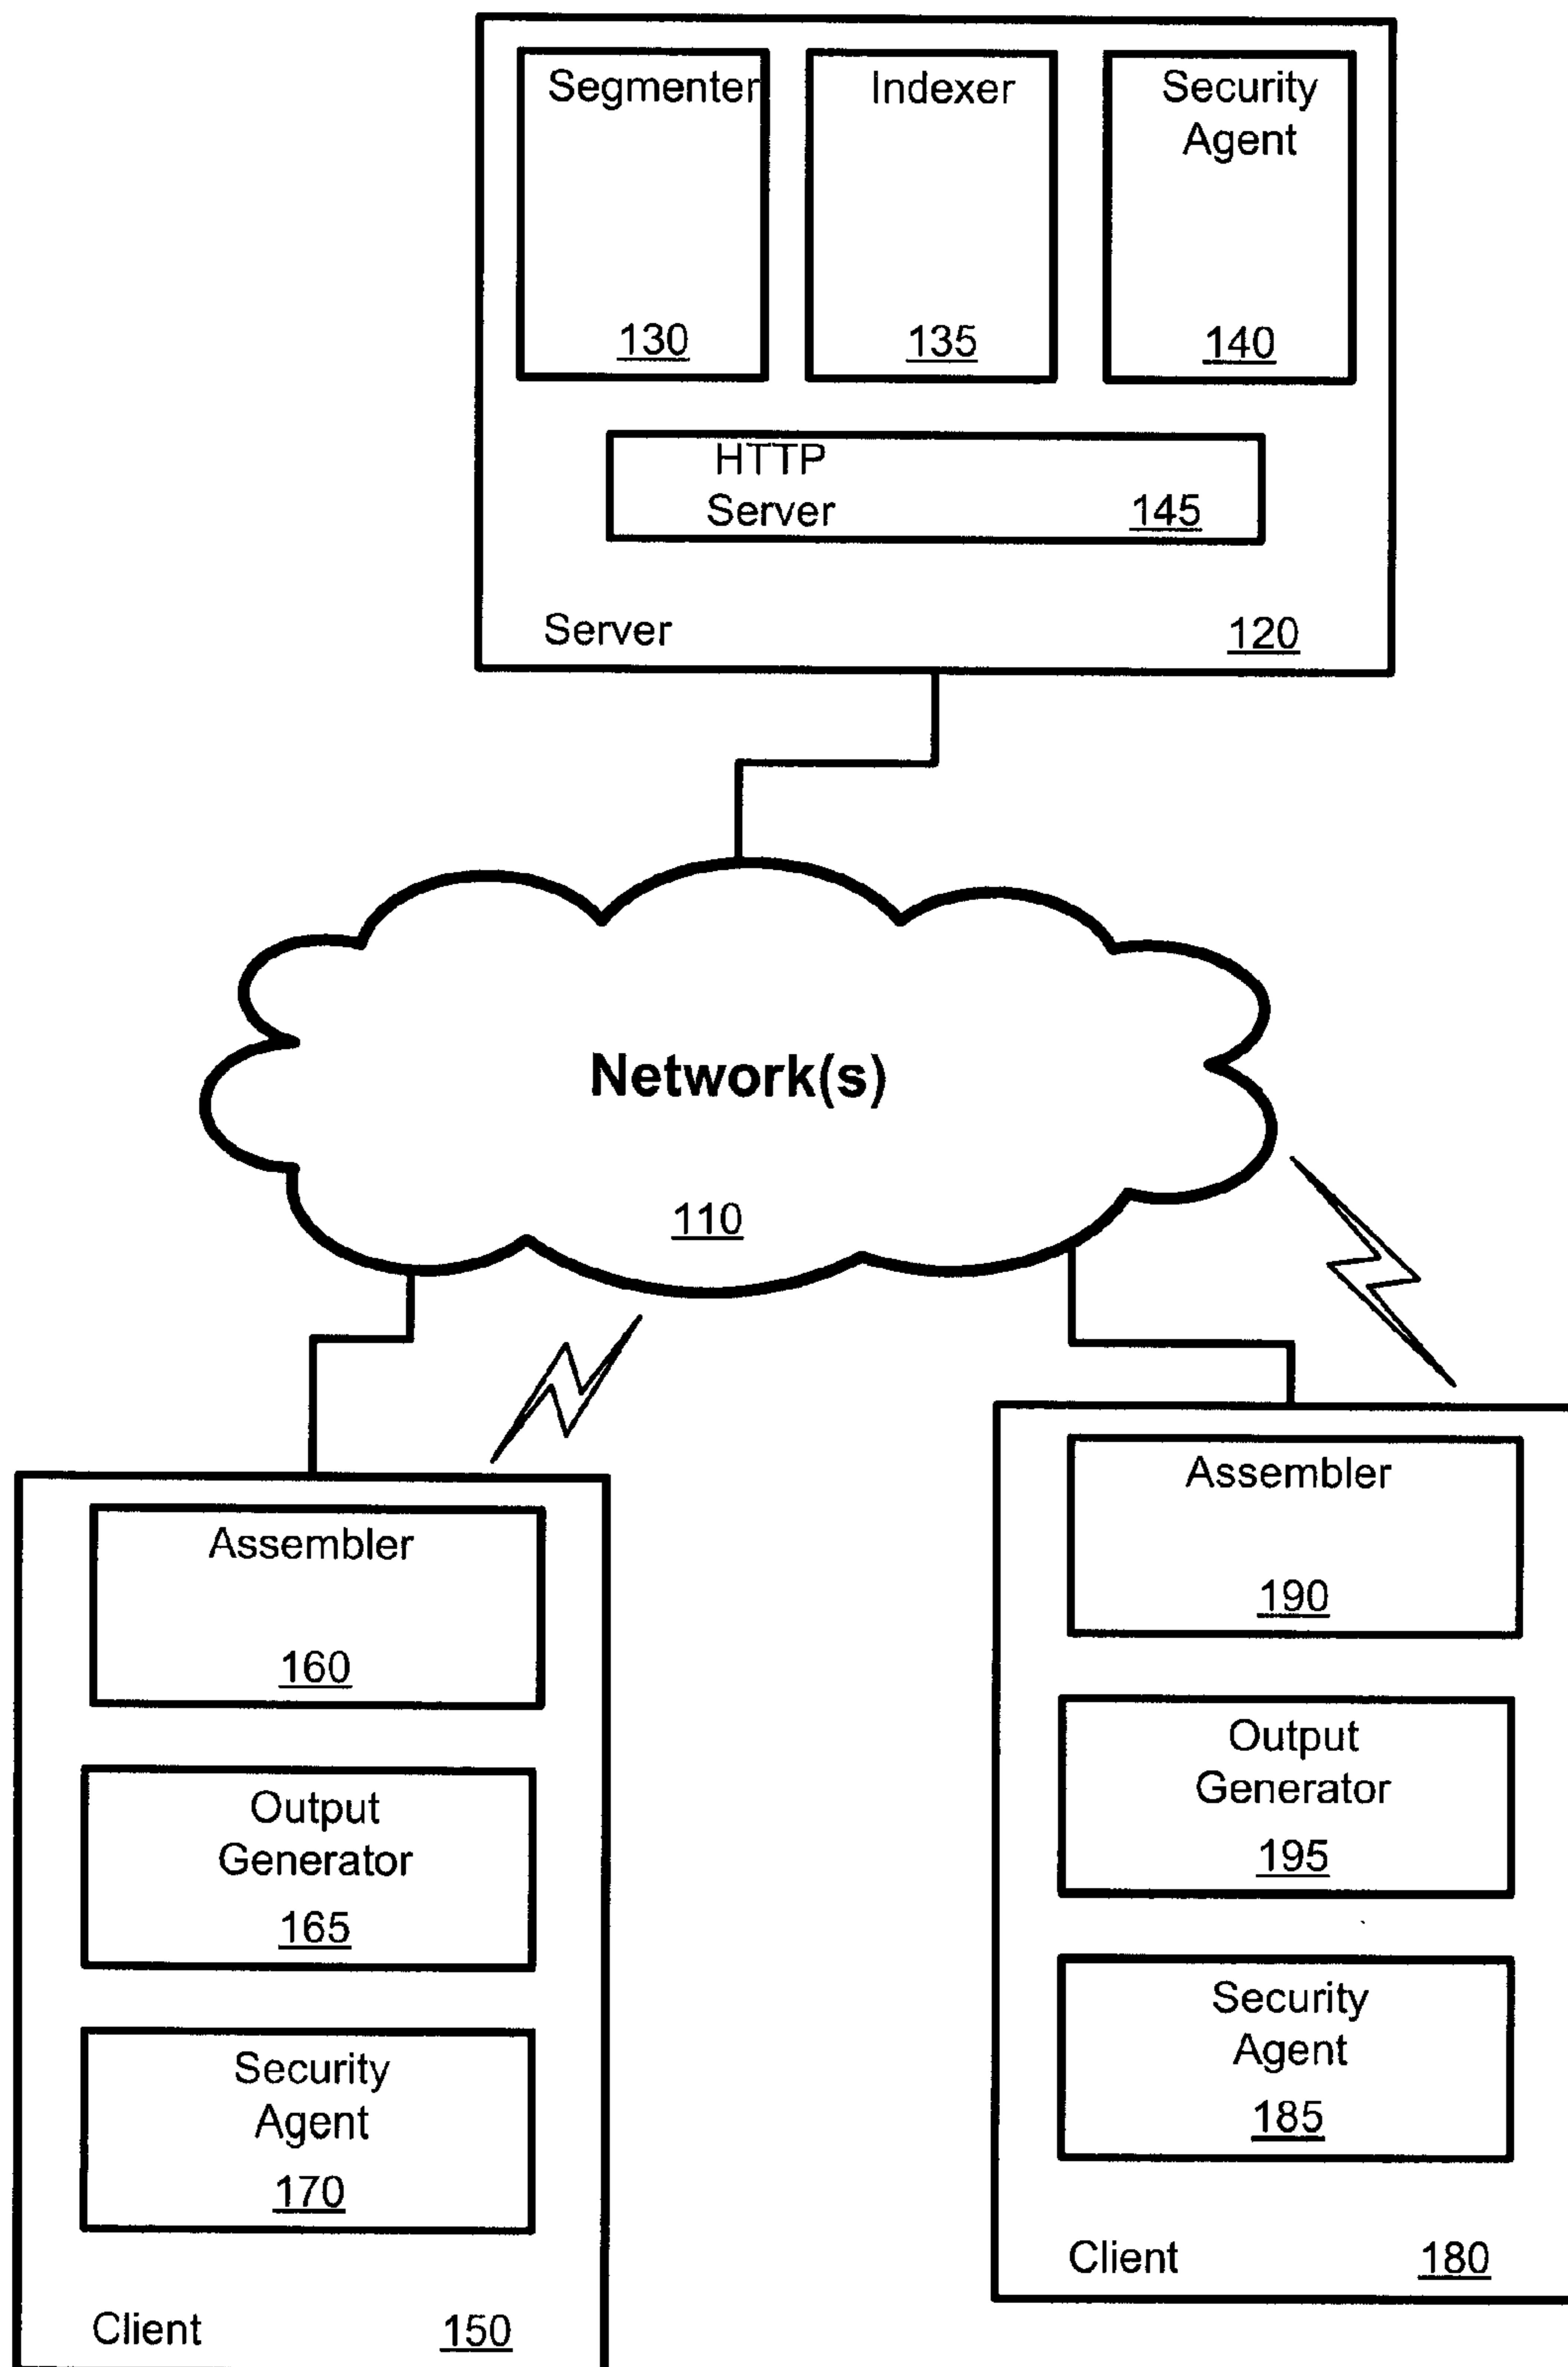 Segmenter
130
Indexer
135
Security
Agent
140
HTTP
Server
145
Server
120
Network(s)
110
Assembler
160
Output
Generator
165
Security
Agent
170
Client
150
Assembler
190
Output
Generator
195
Security
Agent
185
Client
180